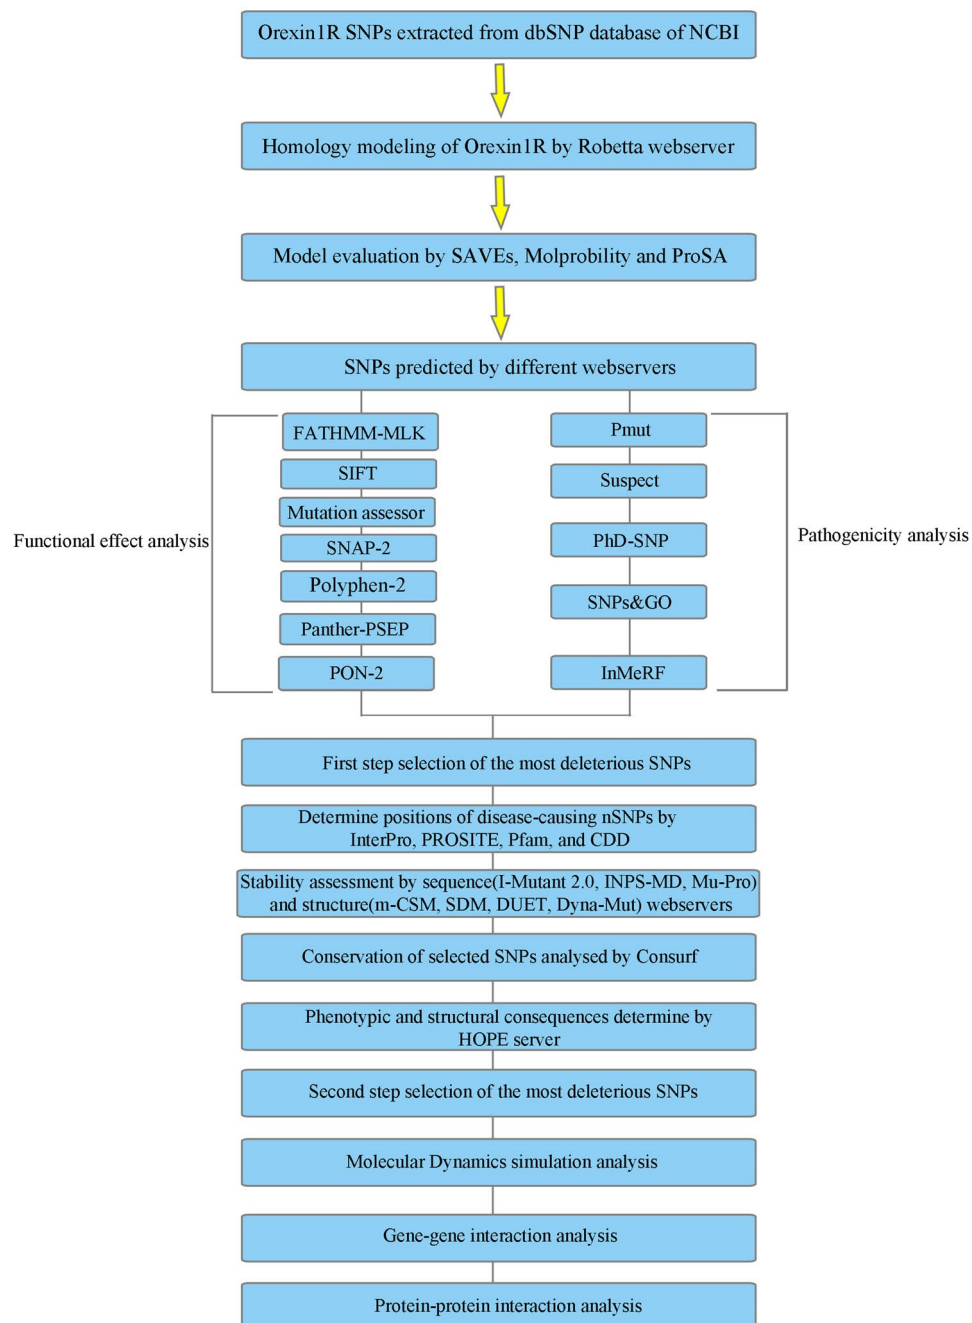 Orexin1R SNPs extracted from dbSNP database of NCBI
Homology modeling of Orexin1R by Robetta webserver
Model evaluation by SAVEs, Molprobility and ProSA
SNPs predicted by different webservers
Functional effect analysis
FATHMM-MLK
SIFT
Mutation assessor
SNAP-2
Polyphen-2
Panther-PSEP
PON-2
Pmut
Suspect
PhD-SNP
SNPs&GO
InMeRF
Pathogenicity analysis
First step selection of the most deleterious SNPs
Determine positions of disease-causing nSNPs by
InterPro, PROSITE, Pfam, and CDD
Stability assessment by sequence(I-Mutant 2.0, INPS-MD, Mu-Pro)
and structure(m-CSM, SDM, DUET, Dyna-Mut) webservers
Conservation of selected SNPs analysed by Consurf
Phenotypic and structural consequences determine by
HOPE server
Second step selection of the most deleterious SNPs
Molecular Dynamics simulation analysis
Gene-gene interaction analysis
Protein-protein interaction analysis